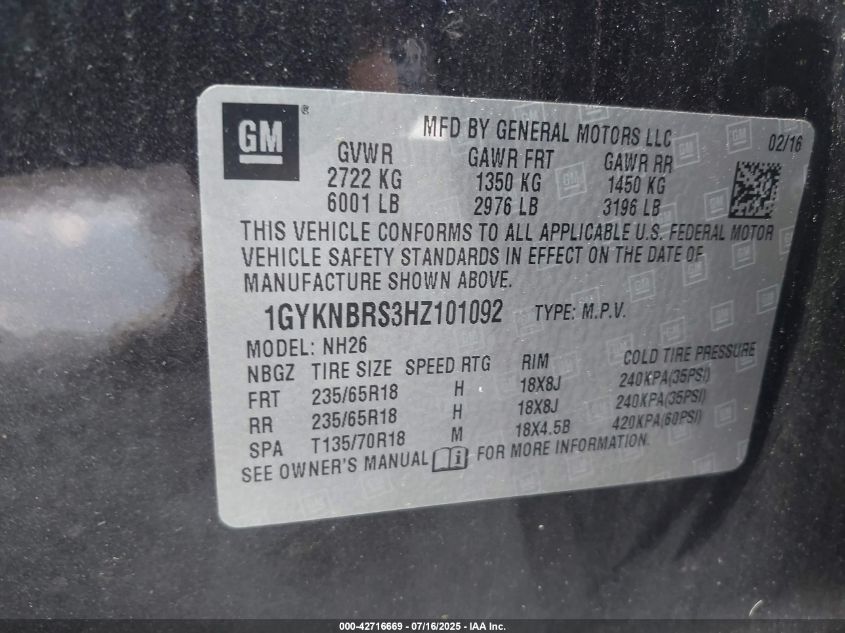 GM ®
MFD BY GENERAL MOTORS LLC 02/16
GVWR GAWR FRT GAWR RR
2722 KG 1350 KG 1450 KG
6001 LB 2976 LB 3196 LB
THIS VEHICLE CONFORMS TO ALL APPLICABLE U.S. FEDERAL MOTOR
VEHICLE SAFETY STANDARDS IN EFFECT ON THE DATE OF
MANUFACTURE SHOWN ABOVE.
1GYKNBRS3HZ101092 TYPE: M.P.V.
MODEL: NH26
NBGZ TIRE SIZE SPEED RTG RIM COLD TIRE PRESSURE
FRT 235/65R18 H 18X8J 240KPA(35PSI)
RR 235/65R18 H 18X8J 240KPA(35PSI)
SPA T135/70R18 M 18X4.5B 420KPA(60PSI)
SEE OWNER'S MANUAL FOR MORE INFORMATION.
000-42716669 - 07/16/2025 - IAA Inc.